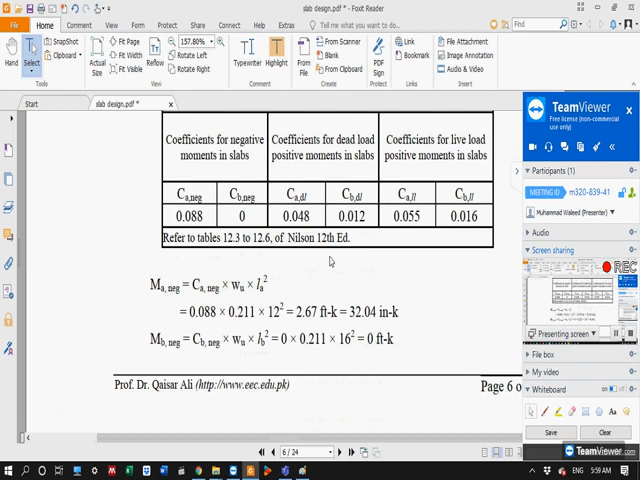 slab design.pdf * - Foxit Reader
File
Home
Comment
View
Form
Protect
Share
Connect
Help
Tell me what you want to do
Find
Hand
Select
SnapShot
Clipboard
Actual Size
Fit Page
Fit Width
Fit Visible
Reflow
157.80%
Rotate Left
Rotate Right
Typewriter
Highlight
From File
From Scanner
Blank
From Clipboard
PDF Sign
Link
Bookmark
File Attachment
Image Annotation
Audio & Video
Tools
View
Comment
Create
Protect
Links
Insert
Start
slab design.pdf *
Coefficients for negative moments in slabs
Coefficients for dead load positive moments in slabs
Coefficients for live load positive moments in slabs
Ca,neg
Cb,neg
Ca,dl
Cb,dl
Ca,ll
Cb,ll
0.088
0
0.048
0.012
0.055
0.016
Refer to tables 12.3 to 12.6, of Nilson 12th Ed.
Ma, neg = Ca, neg × wu × la²
= 0.088 × 0.211 × 12² = 2.67 ft-k = 32.04 in-k
Mb, neg = Cb, neg × wu × lb² = 0 × 0.211 × 16² = 0 ft-k
Prof. Dr. Qaisar Ali (http://www.eec.edu.pk)
Page 6 o
6 / 24
TeamViewer
Free license (non-commercial use only)
Participants (1)
MEETING ID
m320-839-41
Muhammad Waleed (Presenter)
Audio
Screen sharing
REC
Presenting screen
File box
My video
Whiteboard
off
Save
Clear
www.teamviewer.com
TeamViewer
ENG
5:59 AM